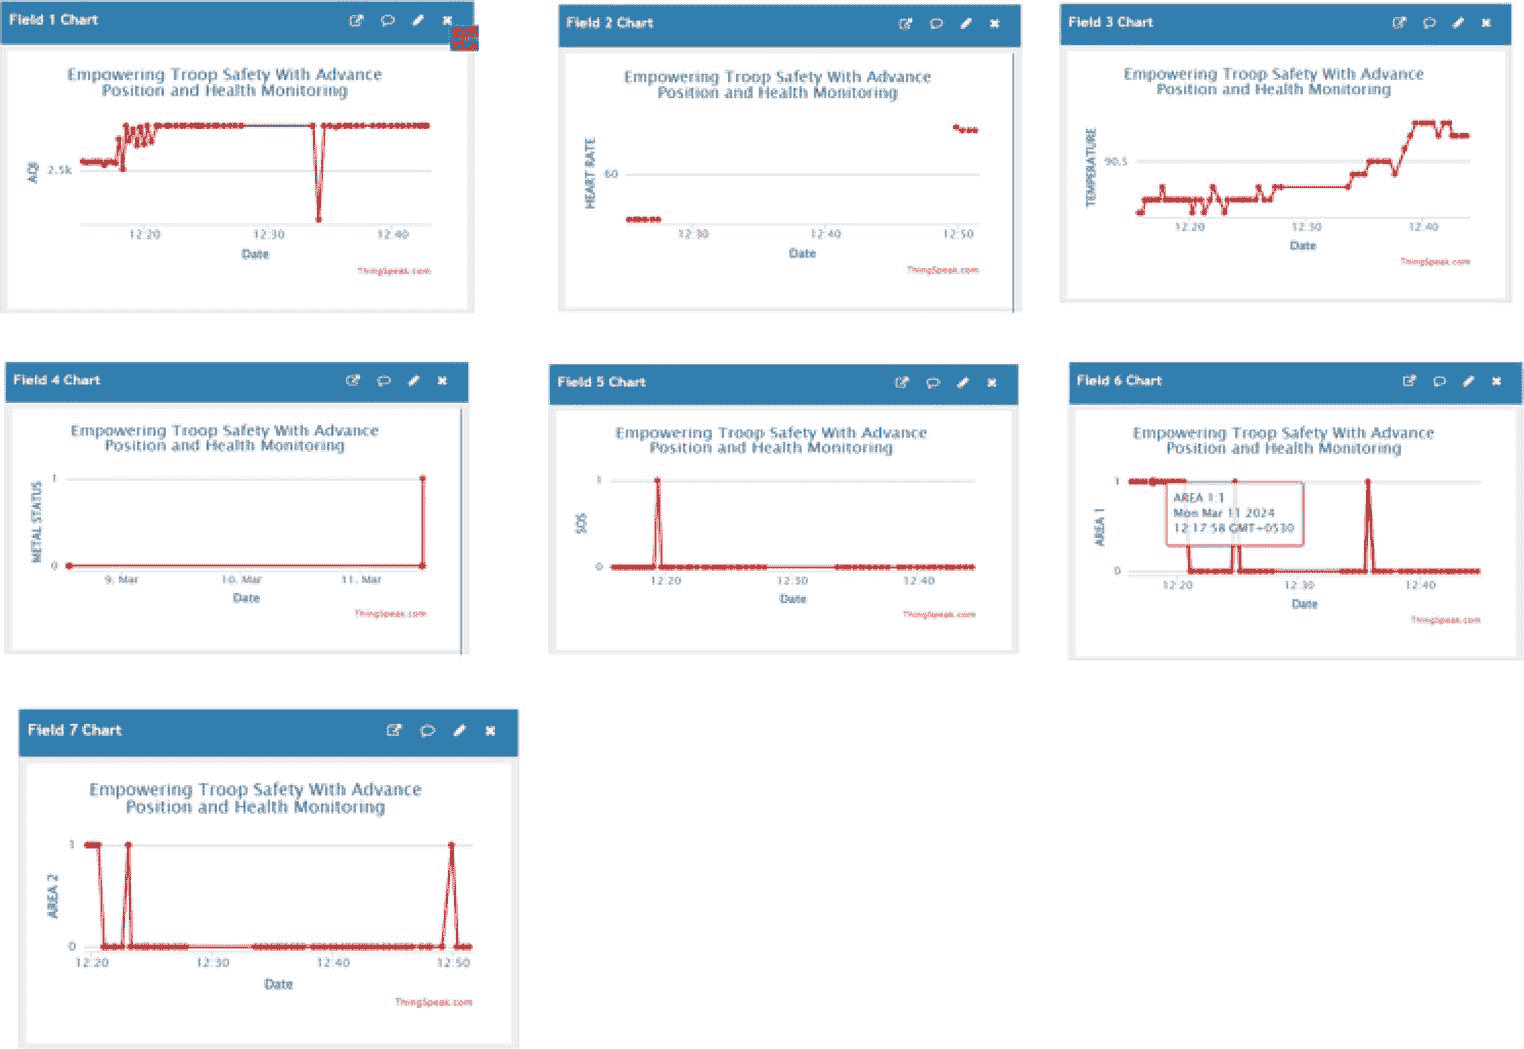 Field 1 Chart
Empowering Troop Safety With Advance
Position and Health Monitoring
AQI
2.5k
12:20 12:30 12:40
Date
ThingSpeak.com
Field 2 Chart
Empowering Troop Safety With Advance
Position and Health Monitoring
HEART RATE
60
12:30 12:40 12:50
Date
ThingSpeak.com
Field 3 Chart
Empowering Troop Safety With Advance
Position and Health Monitoring
TEMPERATURE
90.5
12:20 12:30 12:40
Date
ThingSpeak.com
Field 4 Chart
Empowering Troop Safety With Advance
Position and Health Monitoring
METAL STATUS
1
0
9. Mar 10. Mar 11. Mar
Date
ThingSpeak.com
Field 5 Chart
Empowering Troop Safety With Advance
Position and Health Monitoring
SOS
1
0
12:20 12:30 12:40
Date
ThingSpeak.com
Field 6 Chart
Empowering Troop Safety With Advance
Position and Health Monitoring
AREA 1
1
AREA 1:1
Mon Mar 11 2024
12:17:58 GMT+0530
0
12:20 12:30 12:40
Date
ThingSpeak.com
Field 7 Chart
Empowering Troop Safety With Advance
Position and Health Monitoring
AREA 2
1
0
12:20 12:30 12:40 12:50
Date
ThingSpeak.com